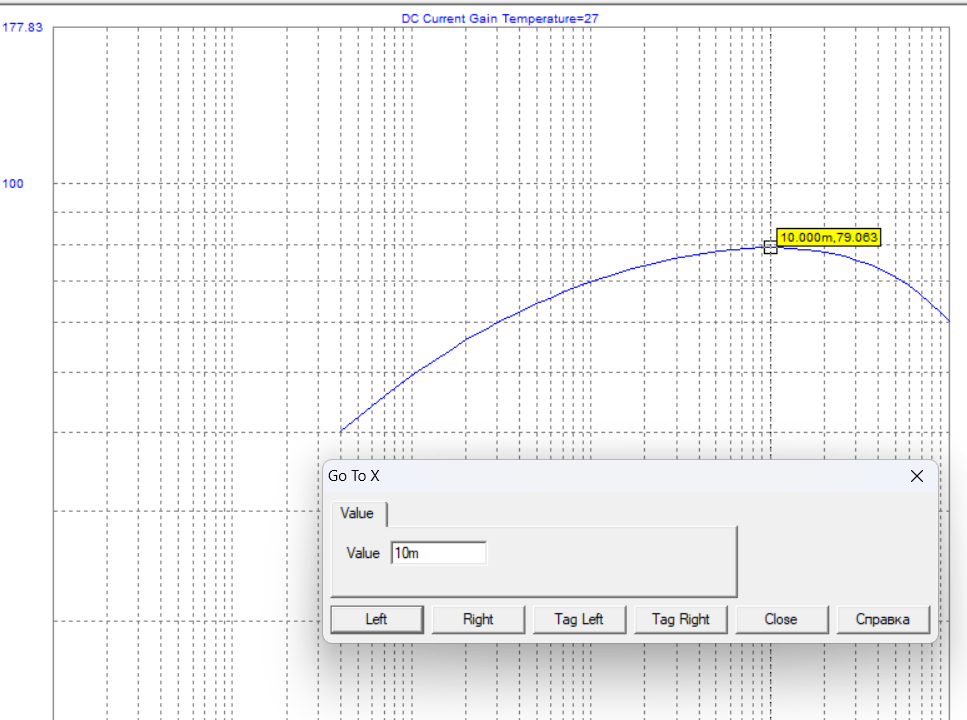 DC Current Gain Temperature=27
177.83
100
10.000m,79.063
Go To X
Value
Value 10m
Left Right Tag Left Tag Right Close Справка